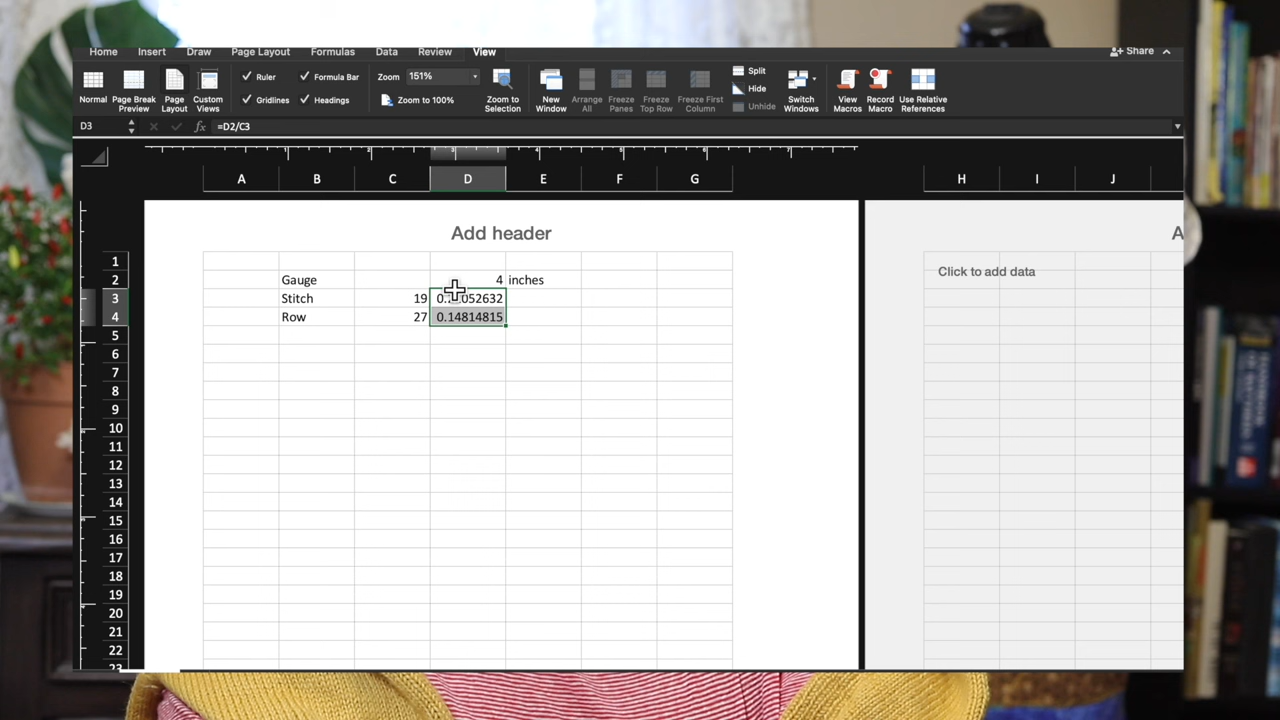 Home Insert Draw Page Layout Formulas Data Review View Share
Normal Page Break Preview Page Layout Custom Views
Ruler Formula Bar
Gridlines Headings
Zoom 151%
Zoom to 100%
Zoom to Selection
New Window Arrange All Freeze Panes Freeze Top Row Freeze First Column
Split
Hide
Unhide
Switch Windows View Macros Record Macro Use Relative References
D3 fx =D2/C3
A B C D E F G H I J
Add header
1
2 Gauge 4 inches
3 Stitch 19
4 Row 27 0.14814815
Click to add data
5
6
7
8
9
10
11
12
13
14
15
16
17
18
19
20
21
22
23